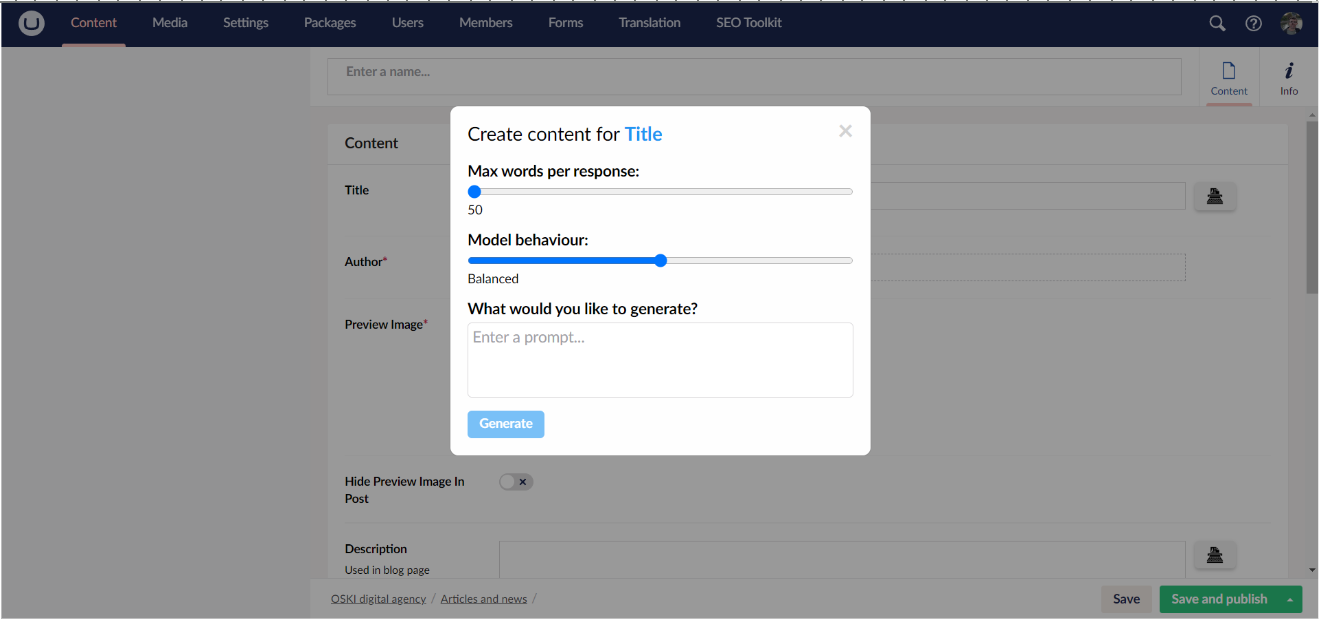 Content Media Settings Packages Users Members Forms Translation SEO Toolkit
Enter a name...
Content
Info
Content
Create content for Title
Max words per response:
50
Title
Model behaviour:
Balanced
Author*
What would you like to generate?
Enter a prompt...
Preview Image*
Generate
Hide Preview Image In
Post
Description
Used in blog page
OSKI digital agency / Articles and news /
Save
Save and publish